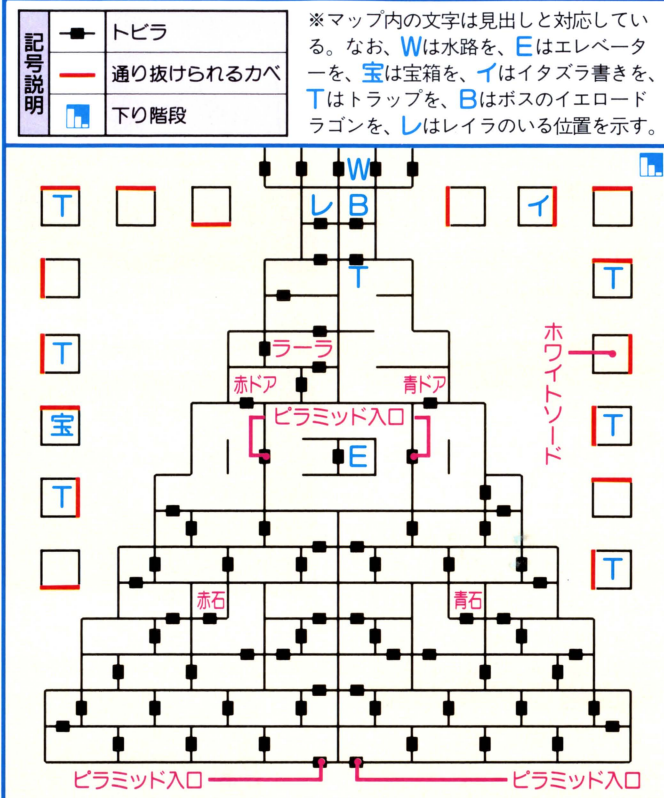 記号説明
トビラ
通り抜けられるカベ
下り階段
※マップ内の文字は見出しと対応してい
る。なお、Wは水路を、Eはエレベータ
ーを、宝は宝箱を、イはイタズラ書きを、
Tはトラップを、Bはボスのイエロード
ラゴンを、レはレイラのいる位置を示す。
W
T
レ B
イ
T
T
ラーラ
T
ホワイトソード
赤ドア
青ドア
ピラミッド入口
宝
E
T
T
T
赤石
青石
ピラミッド入口
ピラミッド入口